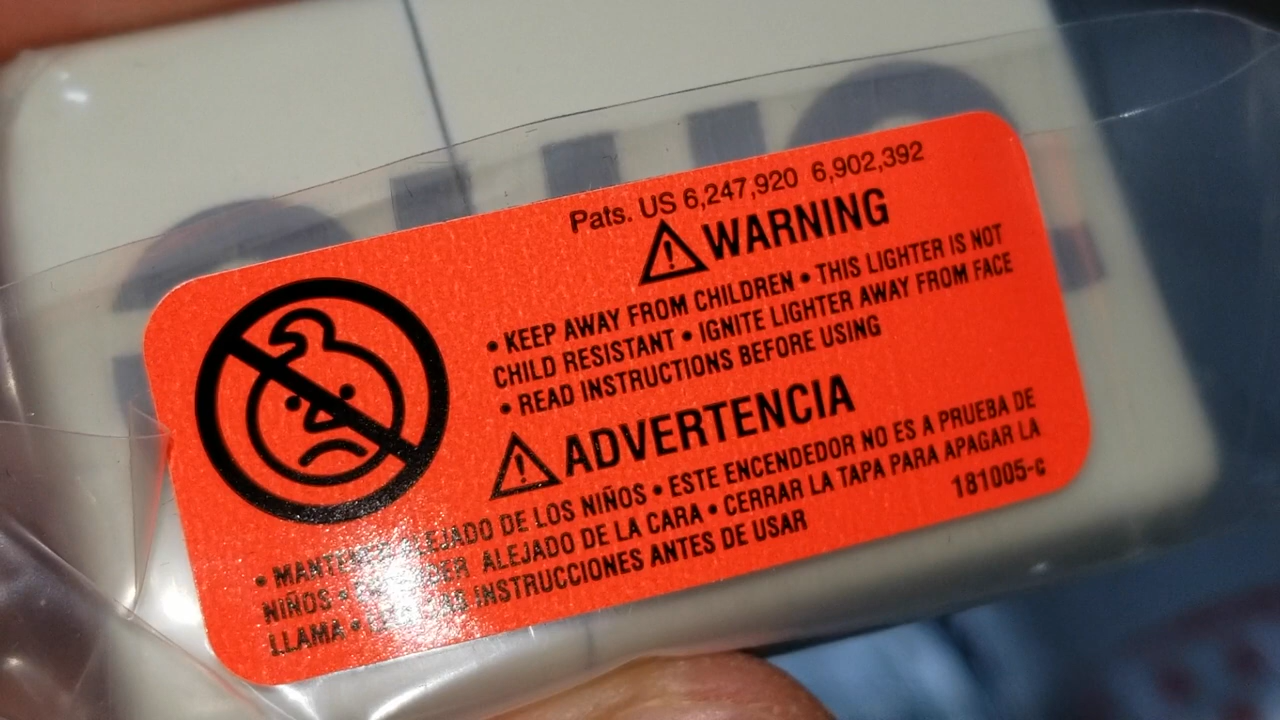 Pats. US 6,247,920 6,902,392
WARNING
• KEEP AWAY FROM CHILDREN • THIS LIGHTER IS NOT
CHILD RESISTANT • IGNITE LIGHTER AWAY FROM FACE
• READ INSTRUCTIONS BEFORE USING
ADVERTENCIA
• MANTENER ALEJADO DE LOS NIÑOS • ESTE ENCENDEDOR NO ES A PRUEBA DE
NIÑOS • ALEJADO DE LA CARA • CERRAR LA TAPA PARA APAGAR LA
LLAMA • INSTRUCCIONES ANTES DE USAR
181005-c